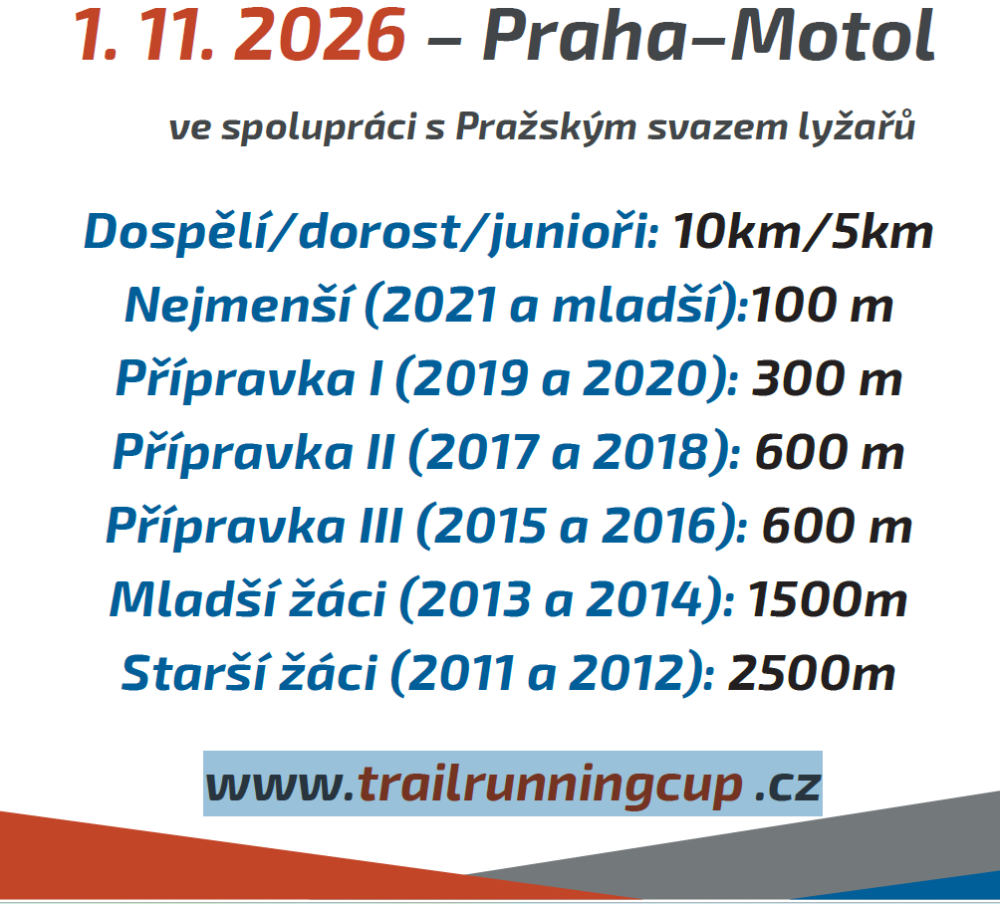 1. 11. 2026 – Praha–Motol
ve spolupráci s Pražským svazem lyžařů
Dospělí/dorost/junioři: 10km/5km
Nejmenší (2021 a mladší):100 m
Přípravka I (2019 a 2020): 300 m
Přípravka II (2017 a 2018): 600 m
Přípravka III (2015 a 2016): 600 m
Mladší žáci (2013 a 2014): 1500m
Starší žáci (2011 a 2012): 2500m
www.trailrunningcup .cz